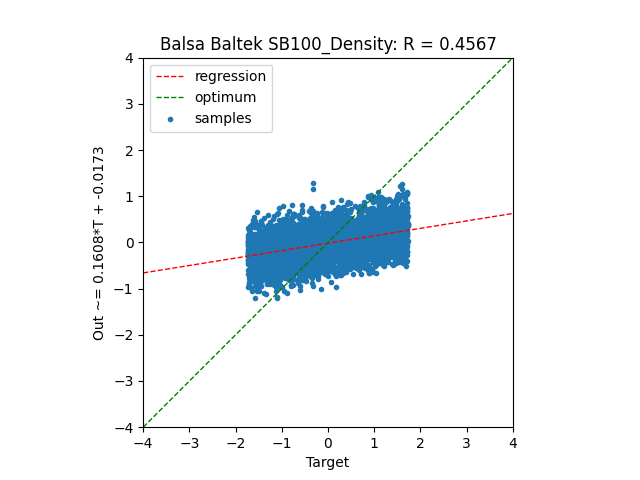 Balsa Baltek SB100_Density: R = 0.4567
regression
optimum
samples
4
3
2
1
0
−1
−2
−3
−4
Out ~= 0.1608*T + -0.0173
−4 −3 −2 −1 0 1 2 3 4
Target